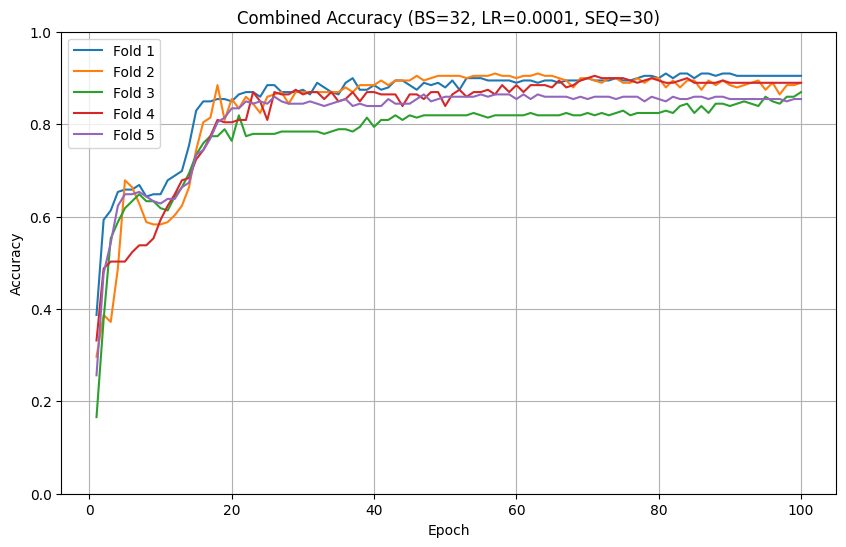 Combined Accuracy (BS=32, LR=0.0001, SEQ=30)
Fold 1
Fold 2
Fold 3
Fold 4
Fold 5
1.0
0.8
0.6
0.4
0.2
0.0
Accuracy
0 20 40 60 80 100
Epoch